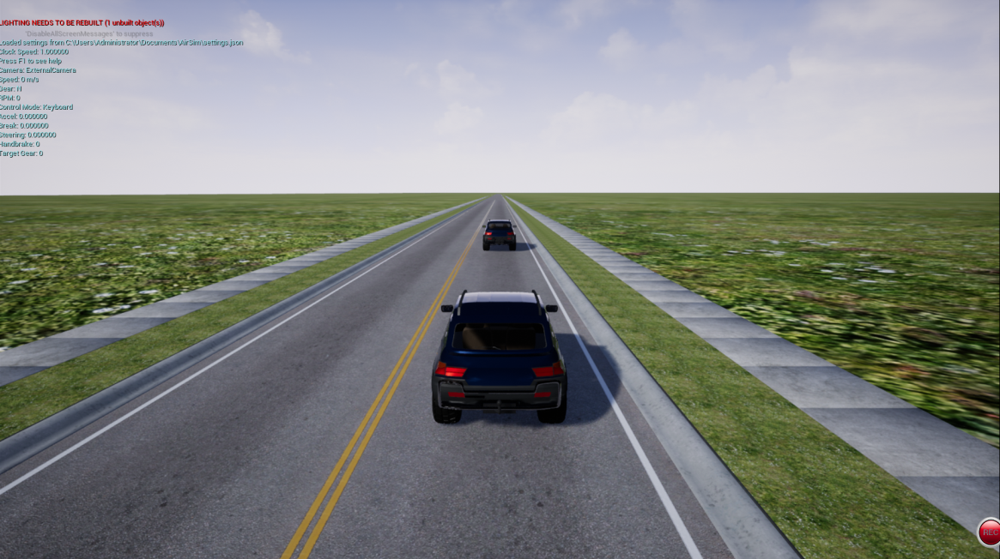 LIGHTING NEEDS TO BE REBUILT (1 unbuilt object(s))
'DisableAllScreenMessages' to suppress
Loaded settings from C:\Users\Administrator\Documents\AirSim\settings.json
Clock Speed: 1.000000
Press F1 to see help
Camera: ExternalCamera
Speed: 0 m/s
Gear: N
RPM: 0
Control Mode: Keyboard
Accel: 0.000000
Break: 0.000000
Steering: 0.000000
Handbrake: 0
Target Gear: 0
REC